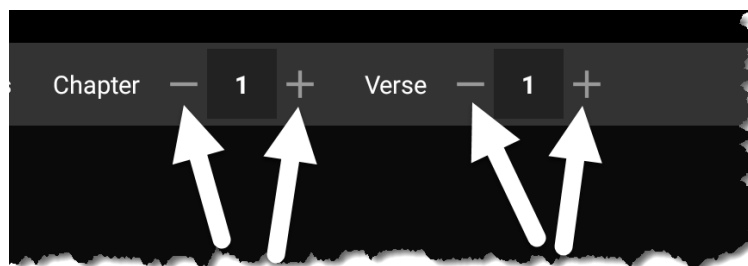 s Chapter − 1 + Verse − 1 +